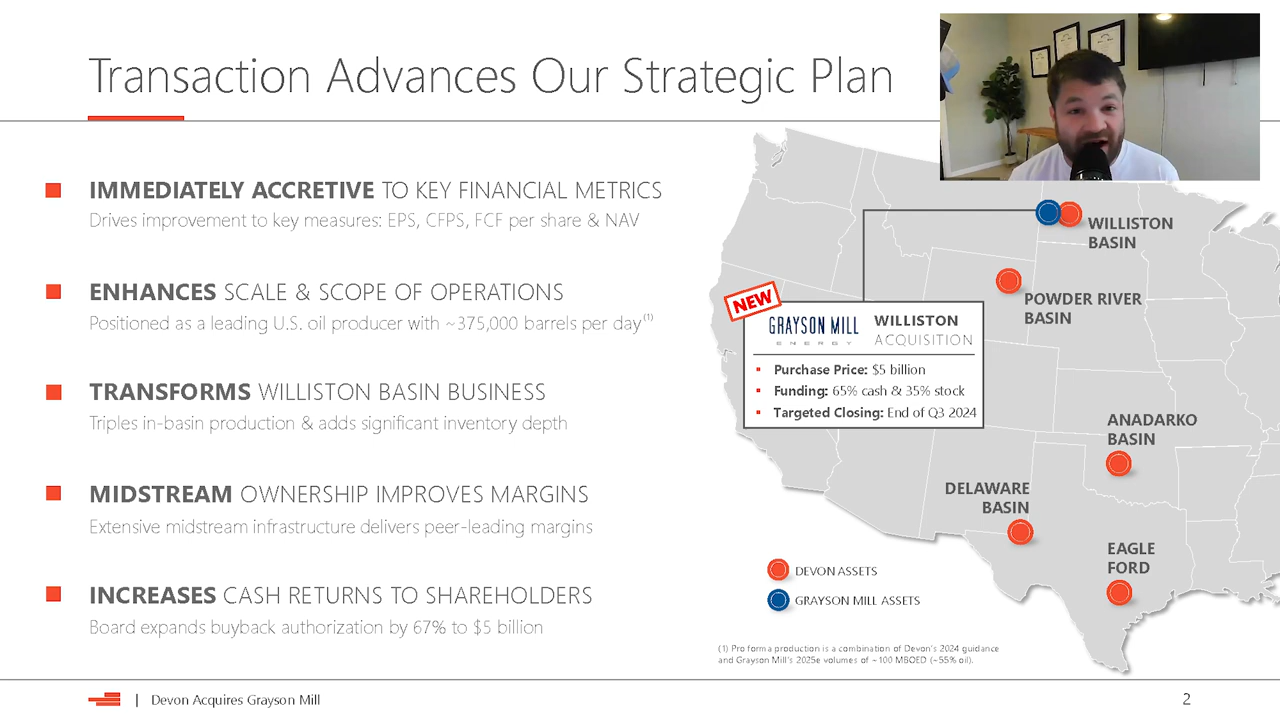 Transaction Advances Our Strategic Plan
IMMEDIATELY ACCRETIVE TO KEY FINANCIAL METRICS
Drives improvement to key measures: EPS, CFPS, FCF per share & NAV
ENHANCES SCALE & SCOPE OF OPERATIONS
Positioned as a leading U.S. oil producer with ~375,000 barrels per day(1)
TRANSFORMS WILLISTON BASIN BUSINESS
Triples in-basin production & adds significant inventory depth
MIDSTREAM OWNERSHIP IMPROVES MARGINS
Extensive midstream infrastructure delivers peer-leading margins
INCREASES CASH RETURNS TO SHAREHOLDERS
Board expands buyback authorization by 67% to $5 billion
WILLISTON
BASIN
POWDER RIVER
BASIN
NEW
GRAYSON MILL
ENERGY
WILLISTON
ACQUISITION
Purchase Price: $5 billion
Funding: 65% cash & 35% stock
Targeted Closing: End of Q3 2024
ANADARKO
BASIN
DELAWARE
BASIN
EAGLE
FORD
DEVON ASSETS
GRAYSON MILL ASSETS
(1) Pro forma production is a combination of Devon's 2024 guidance
and Grayson Mill's 2025e volumes of ~100 MBOED (~55% oil).
| Devon Acquires Grayson Mill
2